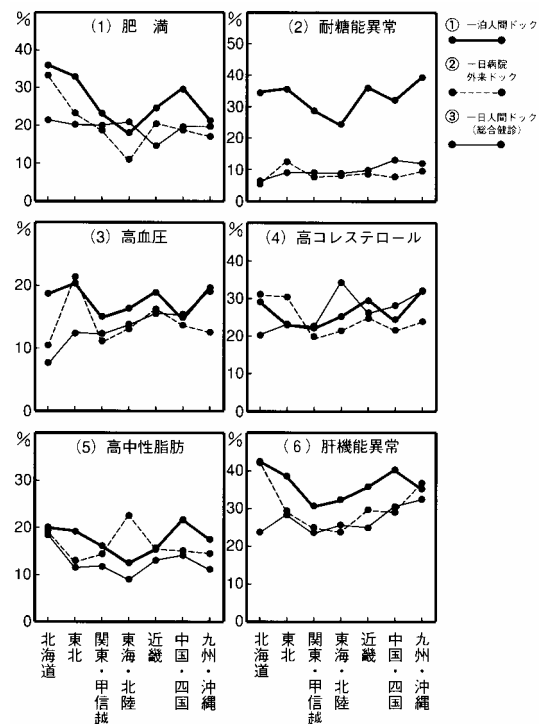 (1) 肥 満
%
40
30
20
10
0
(2) 耐糖能異常
%
50
40
30
20
10
0
① 一泊人間ドック
② 一日病院
外来ドック
③ 一日人間ドック
(総合健診)
(3) 高血圧
%
20
10
0
(4) 高コレステロール
%
40
30
20
10
0
(5) 高中性脂肪
%
30
20
10
0
(6) 肝機能異常
%
40
30
20
10
0
北海道
東北
関東・甲信越
東海・北陸
近畿
中国・四国
九州・沖縄
北海道
東北
関東・甲信越
東海・北陸
近畿
中国・四国
九州・沖縄